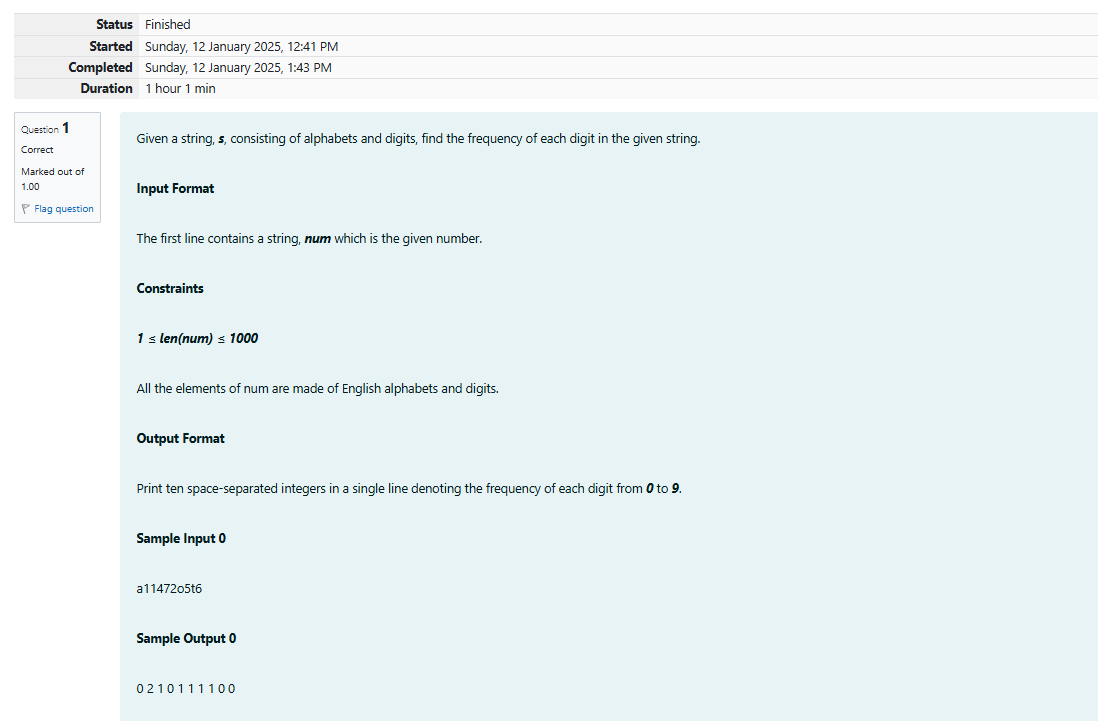 Status Finished
Started Sunday, 12 January 2025, 12:41 PM
Completed Sunday, 12 January 2025, 1:43 PM
Duration 1 hour 1 min
Question 1
Correct
Marked out of
1.00
Flag question
Given a string, s, consisting of alphabets and digits, find the frequency of each digit in the given string.
Input Format
The first line contains a string, num which is the given number.
Constraints
1 ≤ len(num) ≤ 1000
All the elements of num are made of English alphabets and digits.
Output Format
Print ten space-separated integers in a single line denoting the frequency of each digit from 0 to 9.
Sample Input 0
a11472o5t6
Sample Output 0
0 2 1 0 1 1 1 1 0 0